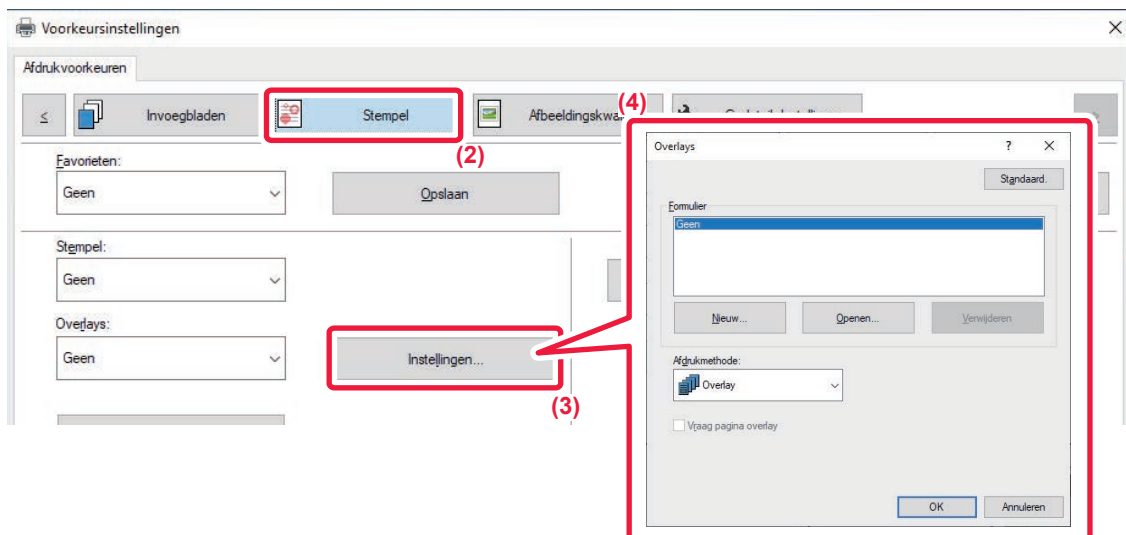 Voorkeursinstellingen
Afdrukvoorkeuren
Invoegbladen
Stempel
(2)
(4)
Favorieten:
Geen
Opslaan
Stempel:
Geen
Overlays:
Geen
Instellingen...
(3)
Overlays
?
Standaard.
Formulier
Geen
Nieuw...
Openen...
Verwijderen
Afdrukmethode:
Overlay
Vraag pagina overlay
OK
Annuleren